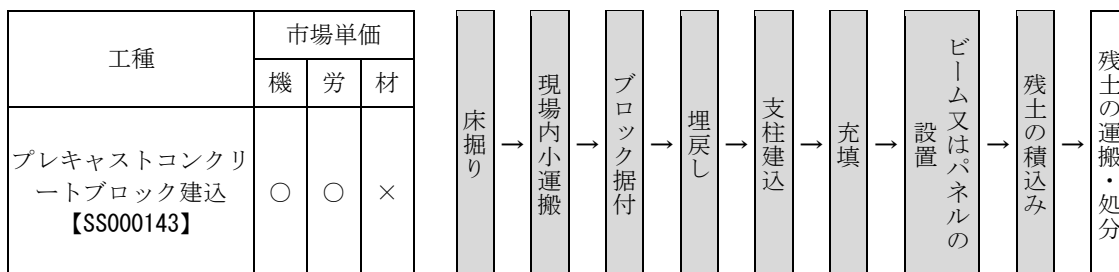 工種
市場単価
機
労
材
プレキャストコンクリ
ートブロック建込
【SS000143】
○
○
×
床掘り
→
現場内小運搬
→
ブロック据付
→
埋戻し
→
支柱建込
→
充填
→
ビーム又はパネルの
設置
→
残土の積込み
→
残土の運搬・処分